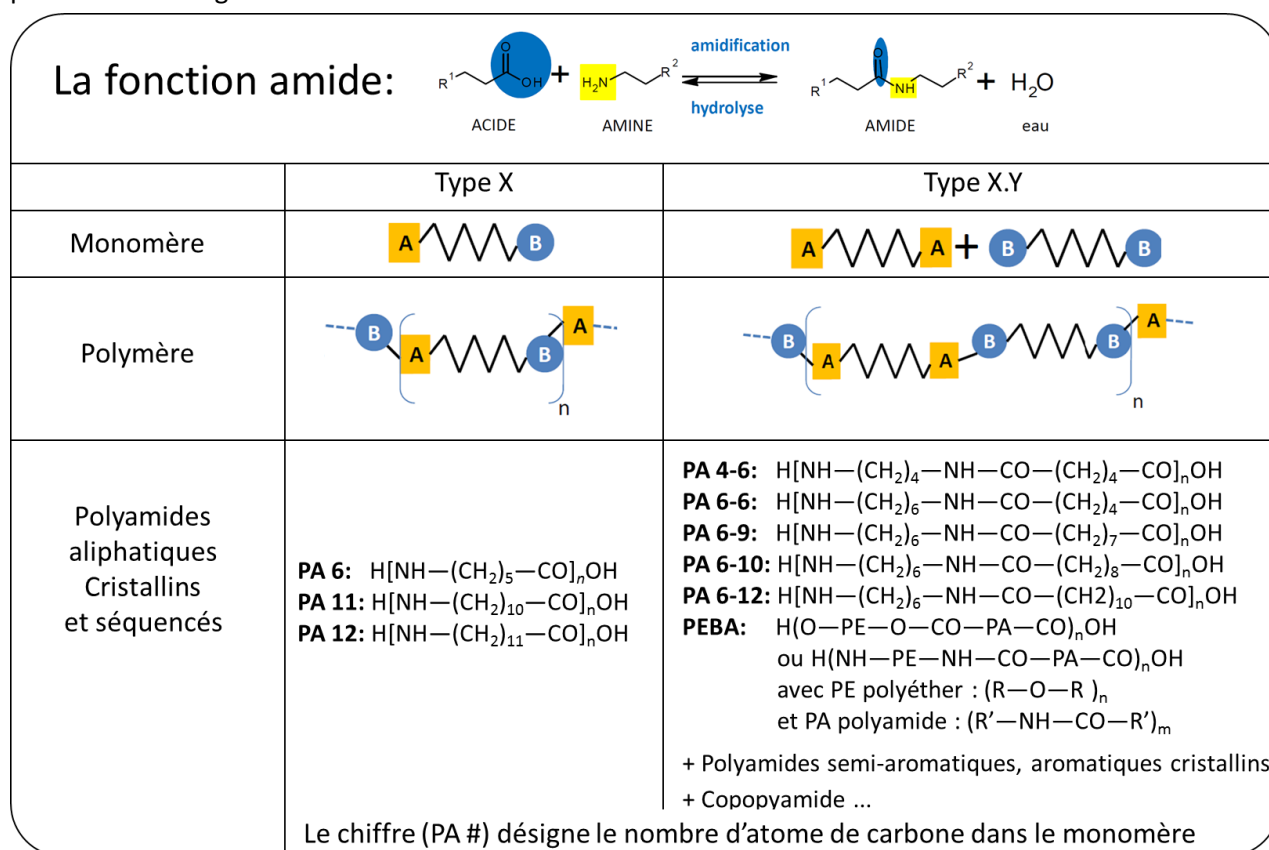 La fonction amide:
R¹ O OH + H₂N R² amidification hydrolyse R¹ O NH R² + H₂O
ACIDE AMINE AMIDE eau
Type X Type X.Y
Monomère A B A A + B B
Polymère B A B A n B A A B B A n
Polyamides
aliphatiques
Cristallins
et séquencés
PA 6: H[NH—(CH₂)₅—CO]ₙOH
PA 11: H[NH—(CH₂)₁₀—CO]ₙOH
PA 12: H[NH—(CH₂)₁₁—CO]ₙOH
PA 4-6: H[NH—(CH₂)₄—NH—CO—(CH₂)₄—CO]ₙOH
PA 6-6: H[NH—(CH₂)₆—NH—CO—(CH₂)₄—CO]ₙOH
PA 6-9: H[NH—(CH₂)₆—NH—CO—(CH₂)₇—CO]ₙOH
PA 6-10: H[NH—(CH₂)₆—NH—CO—(CH₂)₈—CO]ₙOH
PA 6-12: H[NH—(CH₂)₆—NH—CO—(CH2)₁₀—CO]ₙOH
PEBA: H(O—PE—O—CO—PA—CO)ₙOH
ou H(NH—PE—NH—CO—PA—CO)ₙOH
avec PE polyéther : (R—O—R )ₙ
et PA polyamide : (R’—NH—CO—R’)ₘ
+ Polyamides semi-aromatiques, aromatiques cristallins
+ Copopyamide ...
Le chiffre (PA #) désigne le nombre d’atome de carbone dans le monomère